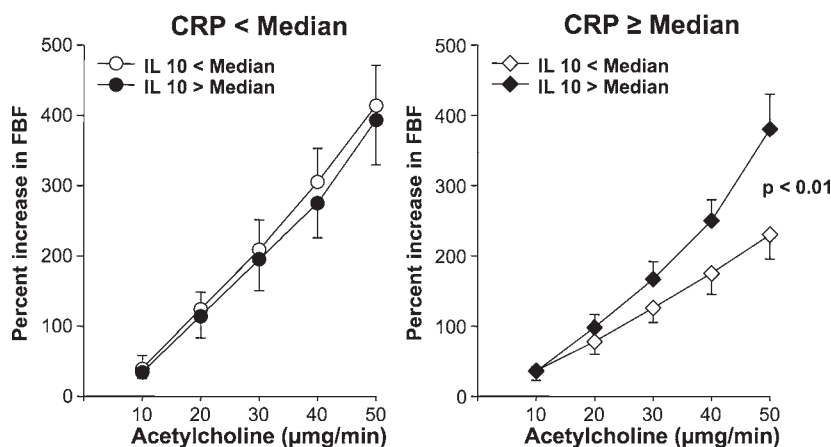 CRP < Median
500
400
300
200
100
0
Percent increase in FBF
IL 10 < Median
IL 10 > Median
10 20 30 40 50
Acetylcholine (µmg/min)
CRP ≥ Median
500
400
300
200
100
0
Percent increase in FBF
IL 10 < Median
IL 10 > Median
p < 0.01
10 20 30 40 50
Acetylcholine (µmg/min)